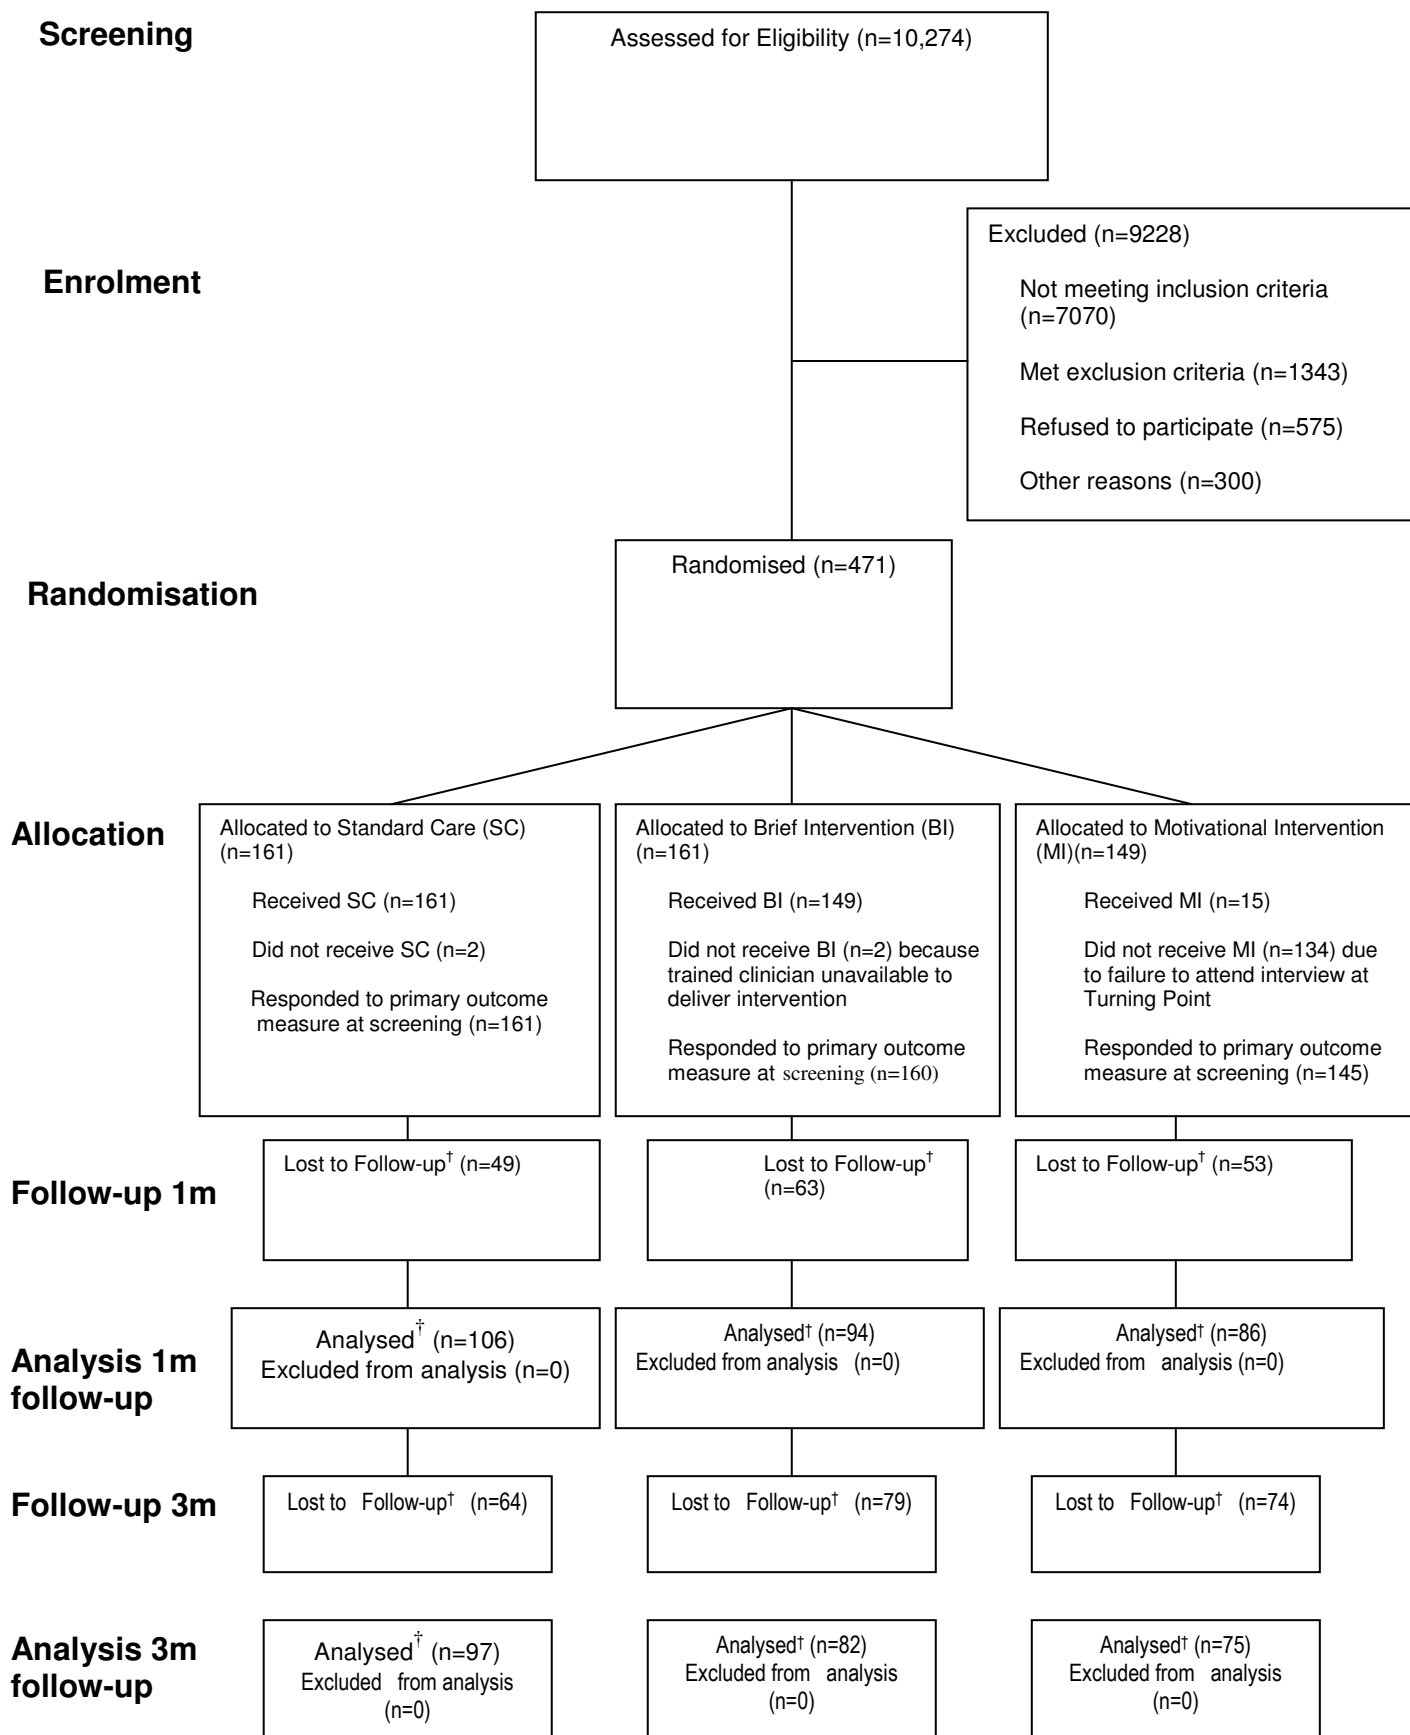 Screening
Assessed for Eligibility (n=10,274)
Enrolment
Excluded (n=9228)
Not meeting inclusion criteria
(n=7070)
Met exclusion criteria (n=1343)
Refused to participate (n=575)
Other reasons (n=300)
Randomisation
Randomised (n=471)
Allocation
Allocated to Standard Care (SC)
(n=161)
Received SC (n=161)
Did not receive SC (n=2)
Responded to primary outcome
measure at screening (n=161)
Allocated to Brief Intervention (BI)
(n=161)
Received BI (n=149)
Did not receive BI (n=2) because
trained clinician unavailable to
deliver intervention
Responded to primary outcome
measure at screening (n=160)
Allocated to Motivational Intervention
(MI)(n=149)
Received MI (n=15)
Did not receive MI (n=134) due
to failure to attend interview at
Turning Point
Responded to primary outcome
measure at screening (n=145)
Follow-up 1m
Lost to Follow-up† (n=49)
Lost to Follow-up†
(n=63)
Lost to Follow-up† (n=53)
Analysis 1m
follow-up
Analysed† (n=106)
Excluded from analysis (n=0)
Analysed† (n=94)
Excluded from analysis (n=0)
Analysed† (n=86)
Excluded from analysis (n=0)
Follow-up 3m
Lost to Follow-up† (n=64)
Lost to Follow-up† (n=79)
Lost to Follow-up† (n=74)
Analysis 3m
follow-up
Analysed† (n=97)
Excluded from analysis
(n=0)
Analysed† (n=82)
Excluded from analysis
(n=0)
Analysed† (n=75)
Excluded from analysis
(n=0)